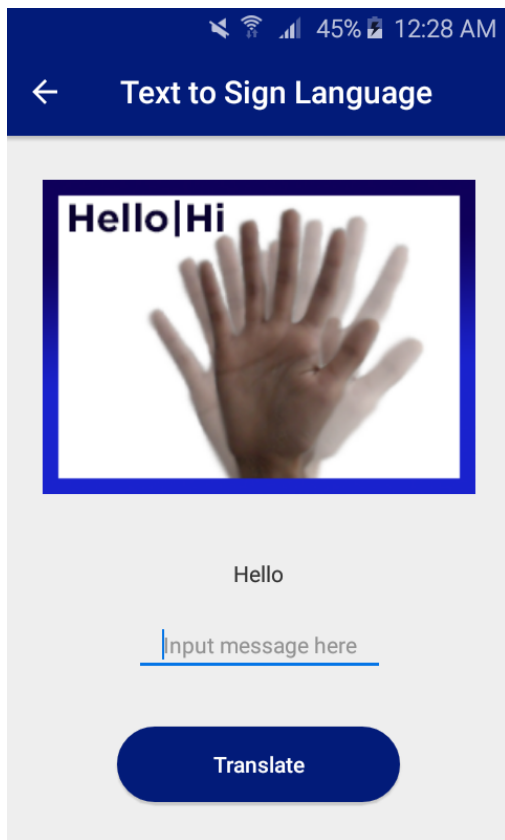 45% 12:28 AM
Text to Sign Language
Hello|Hi
Hello
Input message here
Translate